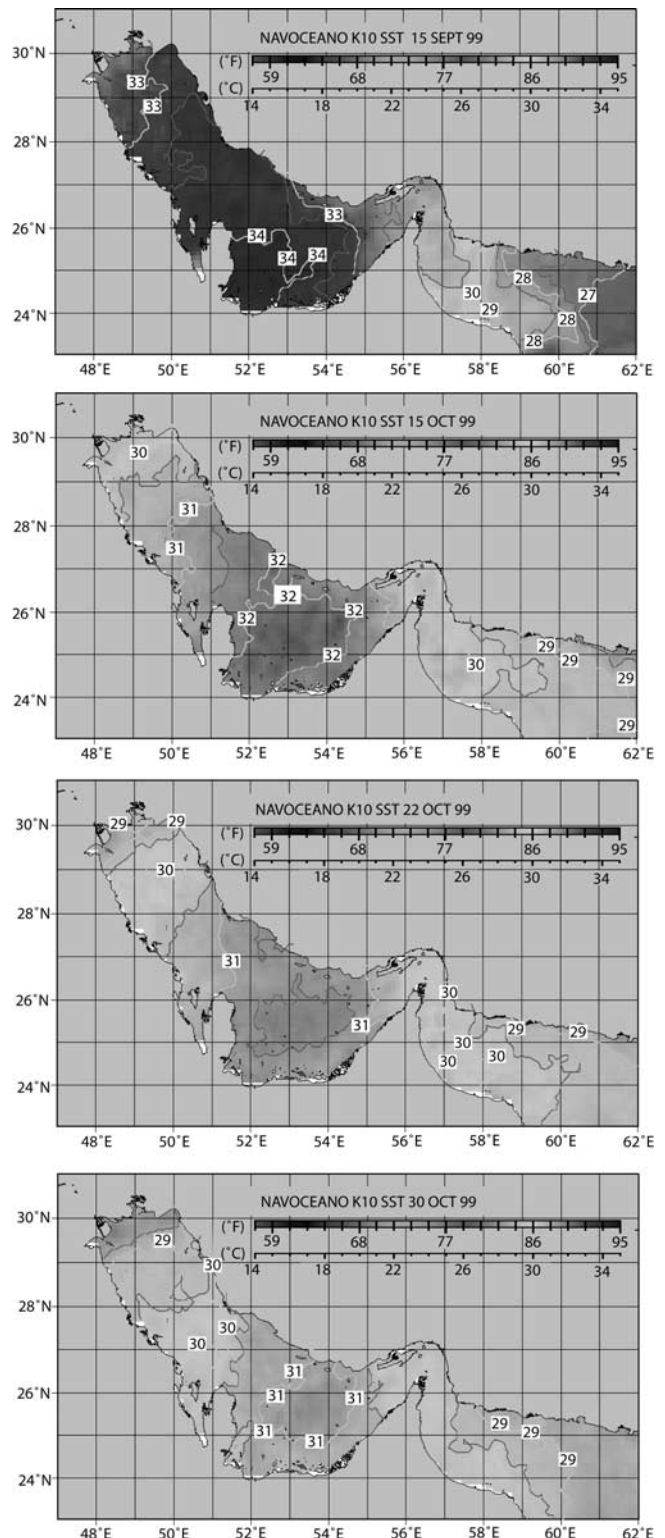 NAVOCEANO K10 SST 15 SEPT 99
(˚F) 59 68 77 86 95
(˚C)
14 18 22 26 30 34
30˚N
28˚N
26˚N
24˚N
33
33
33
34
34
34
30
29
28
28
28
27
48˚E 50˚E 52˚E 54˚E 56˚E 58˚E 60˚E 62˚E
NAVOCEANO K10 SST 15 OCT 99
(˚F) 59 68 77 86 95
(˚C)
14 18 22 26 30 34
30˚N
28˚N
26˚N
24˚N
30
31
31
32
32
32
32
32
30
29
29
29
29
48˚E 50˚E 52˚E 54˚E 56˚E 58˚E 60˚E 62˚E
NAVOCEANO K10 SST 22 OCT 99
(˚F) 59 68 77 86 95
(˚C)
14 18 22 26 30 34
30˚N
28˚N
26˚N
24˚N
29
29
30
31
31
30
30
30
30
29
29
48˚E 50˚E 52˚E 54˚E 56˚E 58˚E 60˚E 62˚E
NAVOCEANO K10 SST 30 OCT 99
(˚F) 59 68 77 86 95
(˚C)
14 18 22 26 30 34
30˚N
28˚N
26˚N
24˚N
29
30
30
30
31
31
31
31
31
29
29
29
48˚E 50˚E 52˚E 54˚E 56˚E 58˚E 60˚E 62˚E